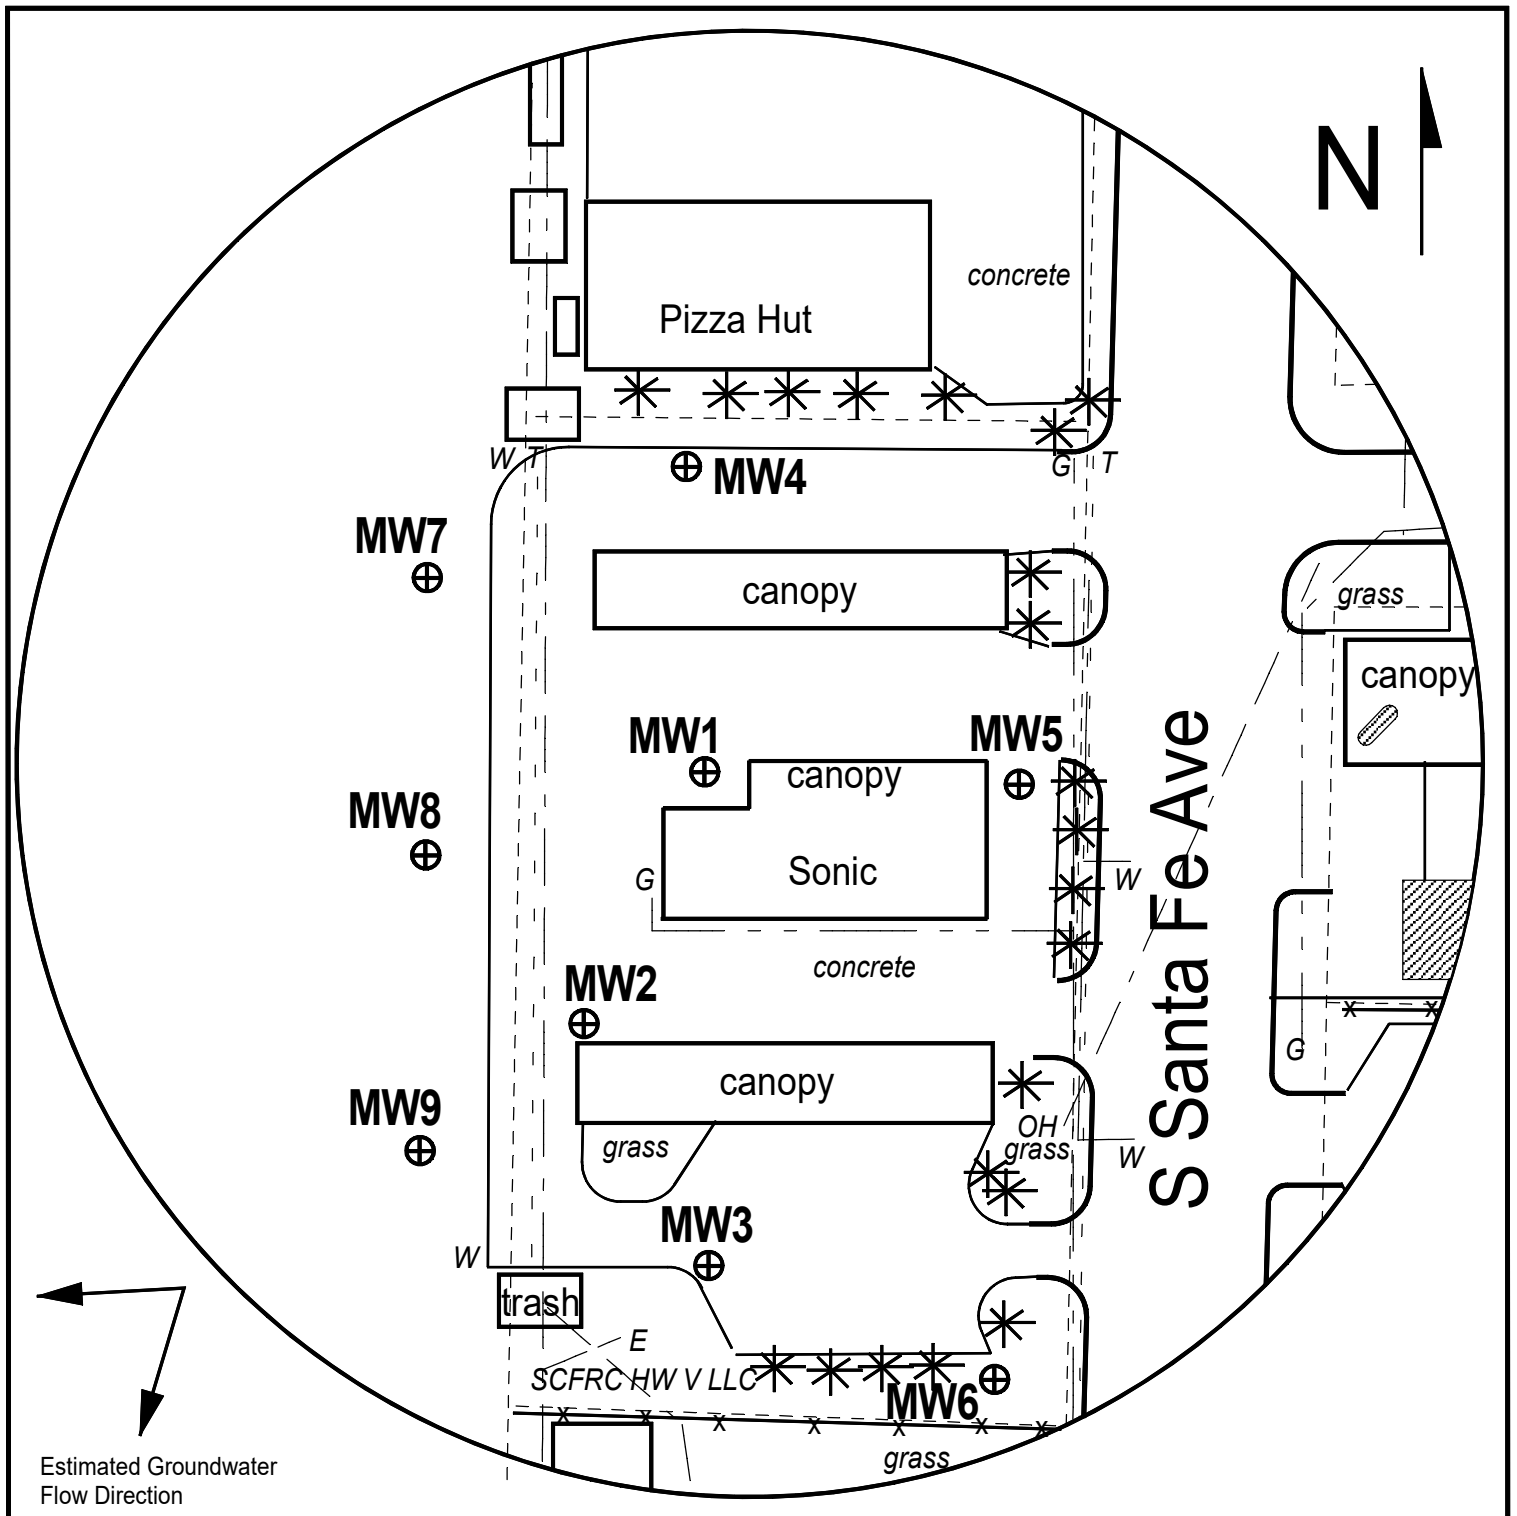 N
concrete
Pizza Hut
W T
G
T
MW4
MW7
canopy
grass
canopy
MW1
MW5
canopy
MW8
Sonic
G
W
S Santa Fe Ave
concrete
MW2
x x
G
canopy
MW9
OH
grass
grass
W
MW3
W
trash
E
SCFRC HW V LLC
MW6
x x x x x x x
grass
Estimated Groundwater
Flow Direction